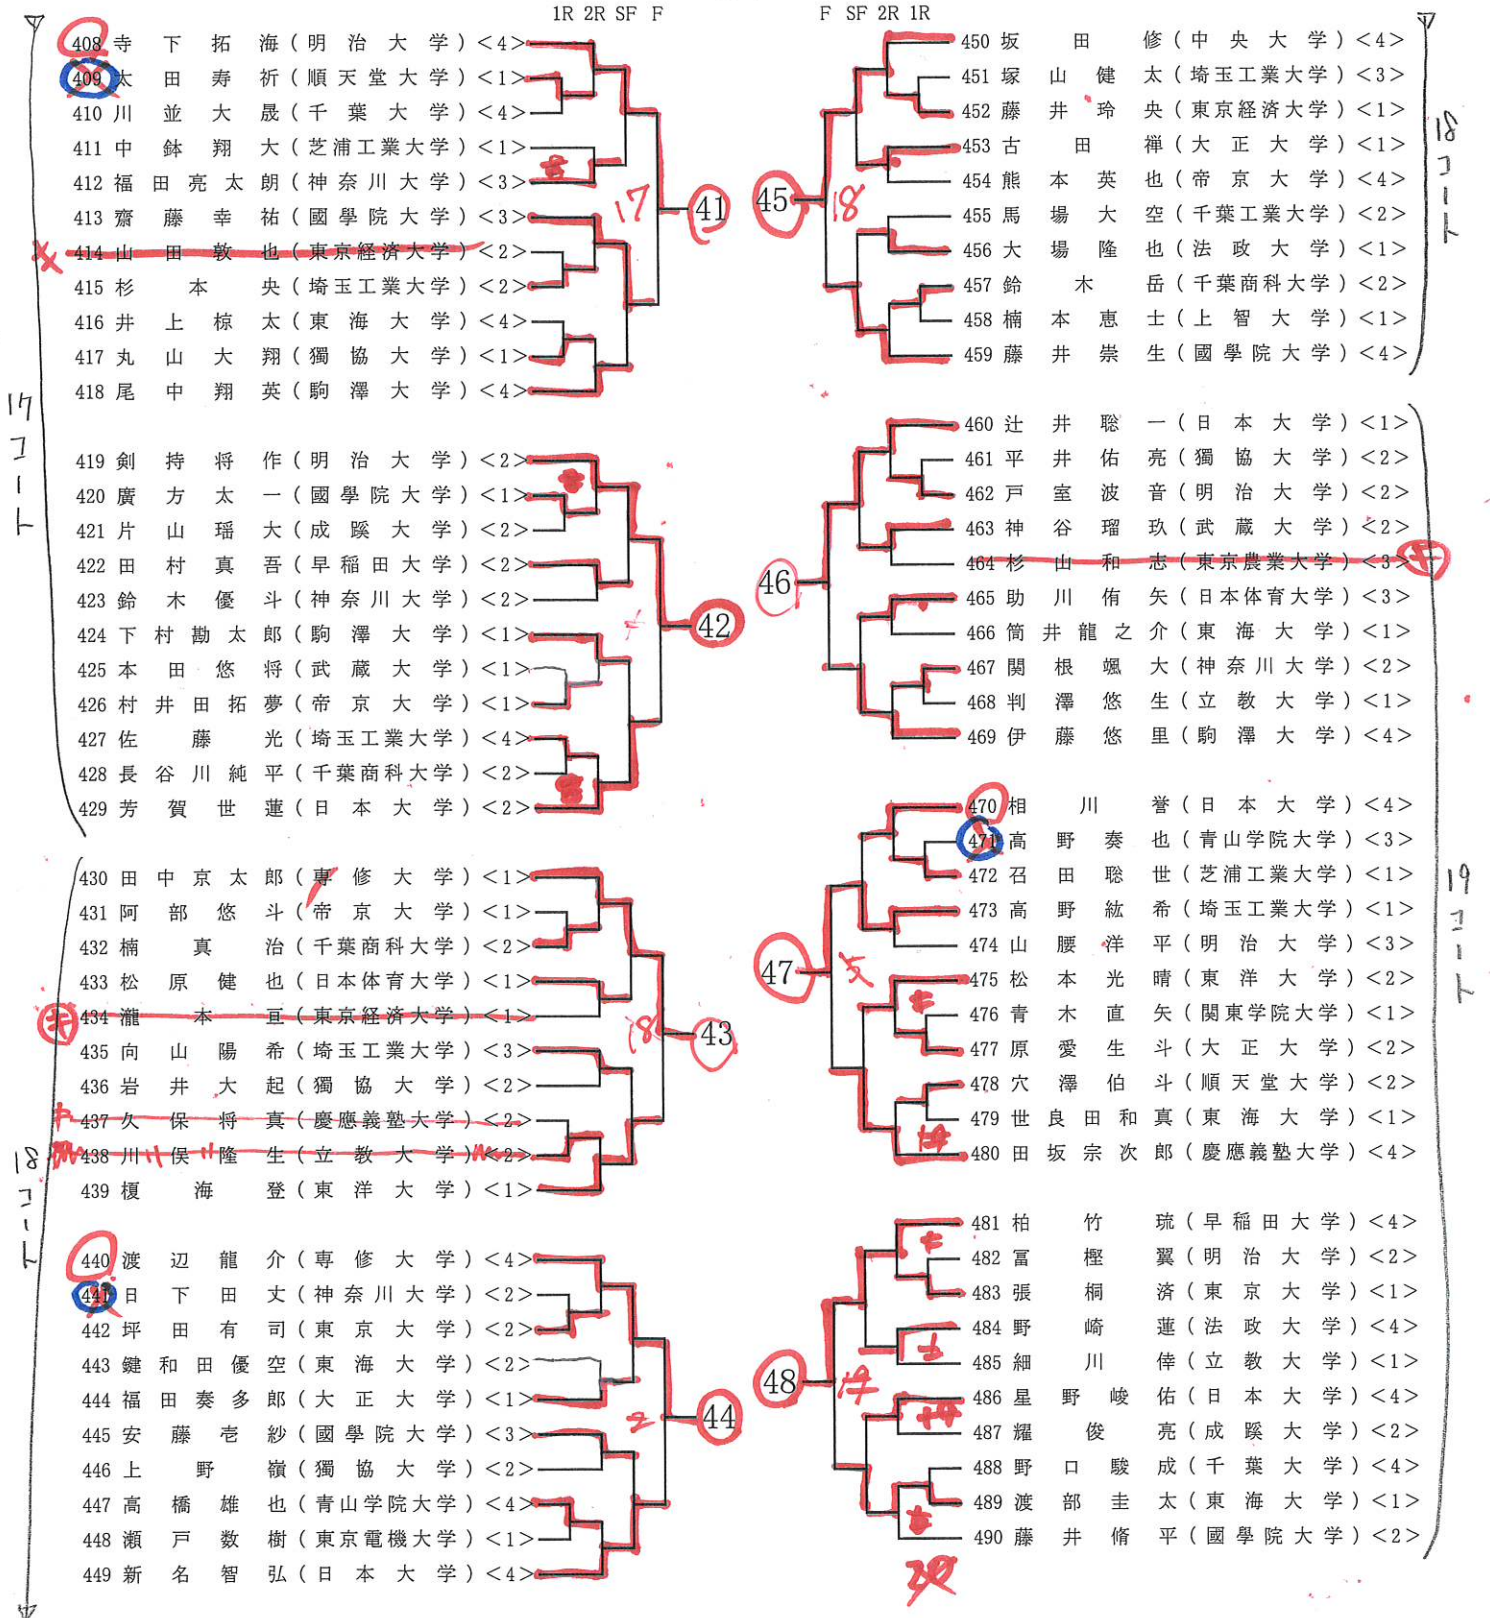 1R 2R SF F
408 寺下拓海(明治大学)<4>
409 太田寿祈(順天堂大学)<1>
410 川並大晟(千葉大学)<4>
411 中鉢翔大(芝浦工業大学)<1>
412 福田亮太朗(神奈川大学)<3>
413 齋藤幸祐(國學院大学)<3>
414 山田敦也(東京経済大学)<2>
415 杉本央(埼玉工業大学)<2>
416 井上椋太(東海大学)<4>
417 丸山大翔(獨協大学)<1>
418 尾中翔英(駒澤大学)<4>
17
41
17コート
419 剣持将作(明治大学)<2>
420 廣方太一(國學院大学)<1>
421 片山瑶大(成蹊大学)<2>
422 田村真吾(早稲田大学)<2>
423 鈴木優斗(神奈川大学)<2>
424 下村勘太郎(駒澤大学)<1>
425 本田悠将(武蔵大学)<1>
426 村井田拓夢(帝京大学)<1>
427 佐藤光(埼玉工業大学)<4>
428 長谷川純平(千葉商科大学)<2>
429 芳賀世蓮(日本大学)<2>
42
430 田中京太郎(専修大学)<1>
431 阿部悠斗(帝京大学)<1>
432 楠真治(千葉商科大学)<2>
433 松原健也(日本体育大学)<1>
434 瀧本亘(東京経済大学)<1>
435 向山陽希(埼玉工業大学)<3>
436 岩井大起(獨協大学)<2>
437 久保将真(慶應義塾大学)<2>
438 川俣隆生(立教大学)<2>
439 榎海登(東洋大学)<1>
18
43
18コート
440 渡辺龍介(専修大学)<4>
441 日下田丈(神奈川大学)<2>
442 坪田有司(東京大学)<2>
443 鍵和田優空(東海大学)<2>
444 福田奏多郎(大正大学)<1>
445 安藤壱紗(國學院大学)<3>
446 上野嶺(獨協大学)<2>
447 高橋雄也(青山学院大学)<4>
448 瀬戸数樹(東京電機大学)<1>
449 新名智弘(日本大学)<4>
44
F SF 2R 1R
450 坂田修(中央大学)<4>
451 塚山健太(埼玉工業大学)<3>
452 藤井玲央(東京経済大学)<1>
453 古田禅(大正大学)<1>
454 熊本英也(帝京大学)<4>
455 馬場大空(千葉工業大学)<2>
456 大場隆也(法政大学)<1>
457 鈴木岳(千葉商科大学)<2>
458 楠本恵士(上智大学)<1>
459 藤井崇生(國學院大学)<4>
45
18
18コート
460 辻井聡一(日本大学)<1>
461 平井佑亮(獨協大学)<2>
462 戸室波音(明治大学)<2>
463 神谷瑠玖(武蔵大学)<2>
464 杉山和志(東京農業大学)<3>
465 助川侑矢(日本体育大学)<3>
466 筒井龍之介(東海大学)<1>
467 関根颯大(神奈川大学)<2>
468 判澤悠生(立教大学)<1>
469 伊藤悠里(駒澤大学)<4>
46
470 相川誉(日本大学)<4>
471 高野奏也(青山学院大学)<3>
472 召田聡世(芝浦工業大学)<1>
473 高野紘希(埼玉工業大学)<1>
474 山腰洋平(明治大学)<3>
475 松本光晴(東洋大学)<2>
476 青木直矢(関東学院大学)<1>
477 原愛生斗(大正大学)<2>
478 穴澤伯斗(順天堂大学)<2>
479 世良田和真(東海大学)<1>
480 田坂宗次郎(慶應義塾大学)<4>
47
19コート
481 柏竹琉(早稲田大学)<4>
482 冨樫翼(明治大学)<2>
483 張桐済(東京大学)<1>
484 野崎蓮(法政大学)<4>
485 細川倖(立教大学)<1>
486 星野峻佑(日本大学)<4>
487 耀俊亮(成蹊大学)<2>
488 野口駿成(千葉大学)<4>
489 渡部圭太(東海大学)<1>
490 藤井脩平(國學院大学)<2>
48